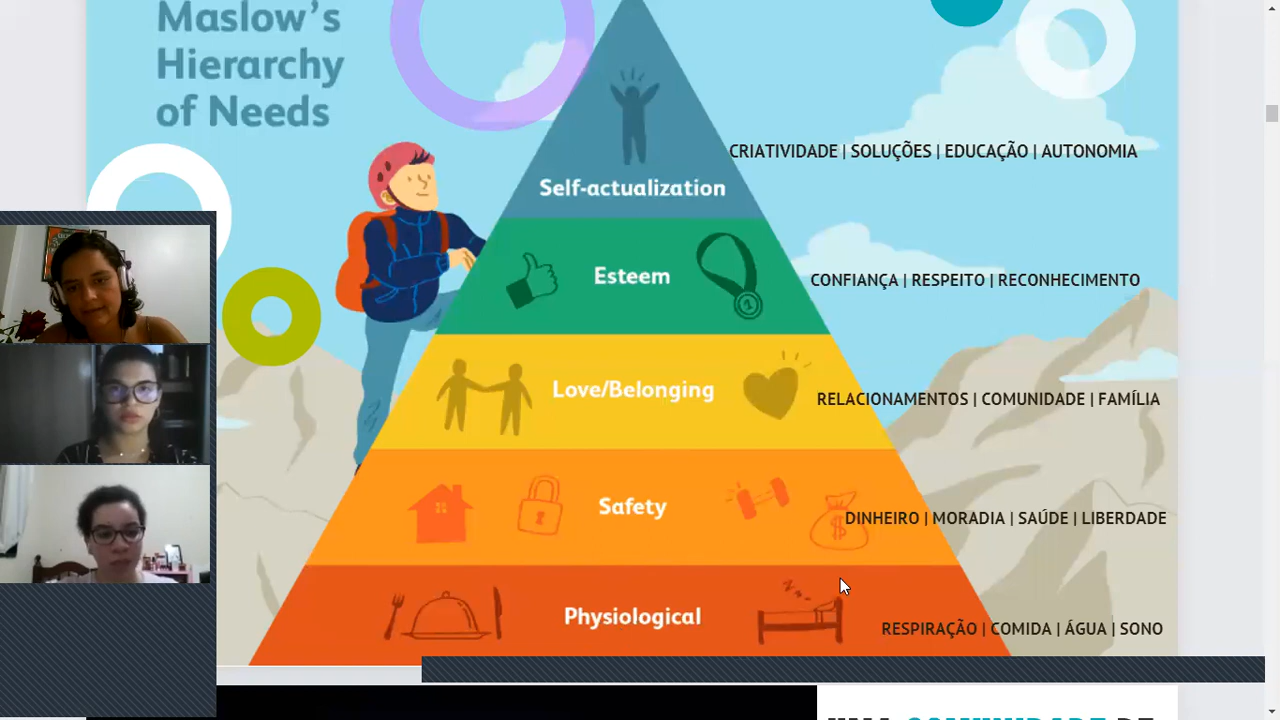 Maslow's
Hierarchy
of Needs
CRIATIVIDADE | SOLUÇÕES | EDUCAÇÃO | AUTONOMIA
Self-actualization
Esteem
CONFIANÇA | RESPEITO | RECONHECIMENTO
Love/Belonging
RELACIONAMENTOS | COMUNIDADE | FAMÍLIA
Safety
DINHEIRO | MORADIA | SAÚDE | LIBERDADE
Physiological
RESPIRAÇÃO | COMIDA | ÁGUA | SONO